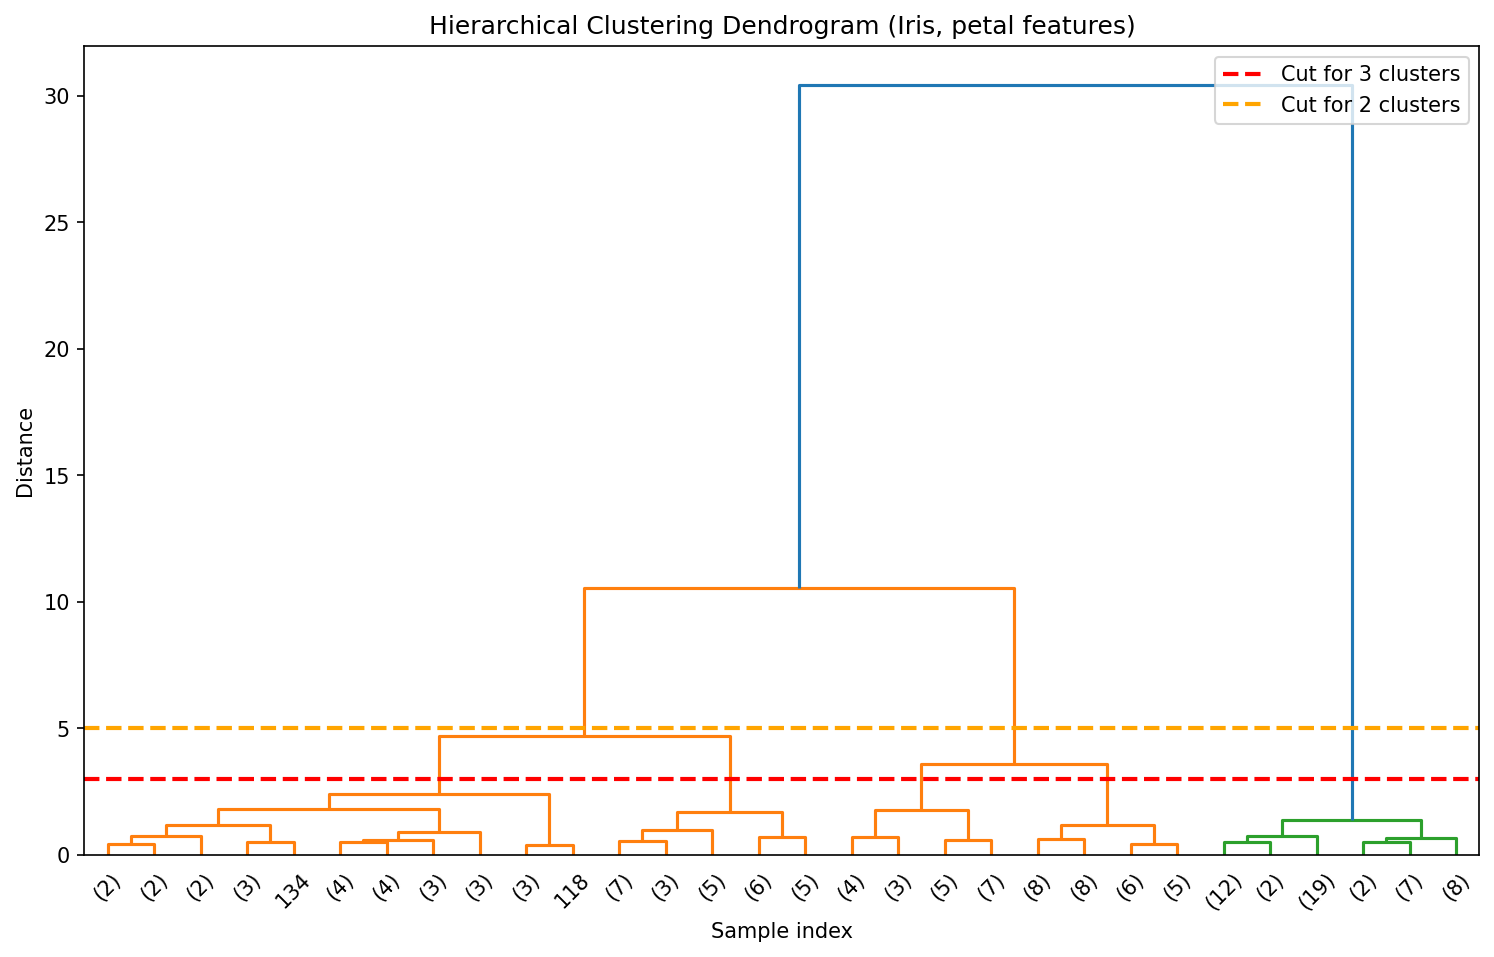 Hierarchical Clustering Dendrogram (Iris, petal features)
Cut for 3 clusters
Cut for 2 clusters
30
25
20
15
10
5
0
Distance
(2) (2) (2) (3) 134 (4) (4) (3) (3) (3) 118 (7) (3) (5) (6) (5) (4) (3) (5) (7) (8) (8) (6) (5) (12) (2) (19) (2) (7) (8)
Sample index